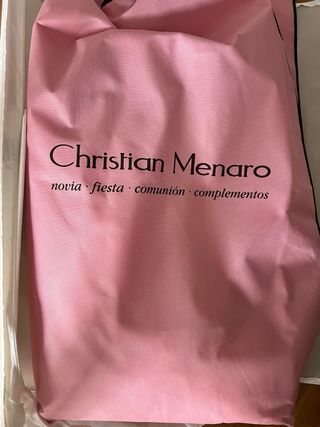 Christian Menaro
novia · fiesta · comunión · complementos